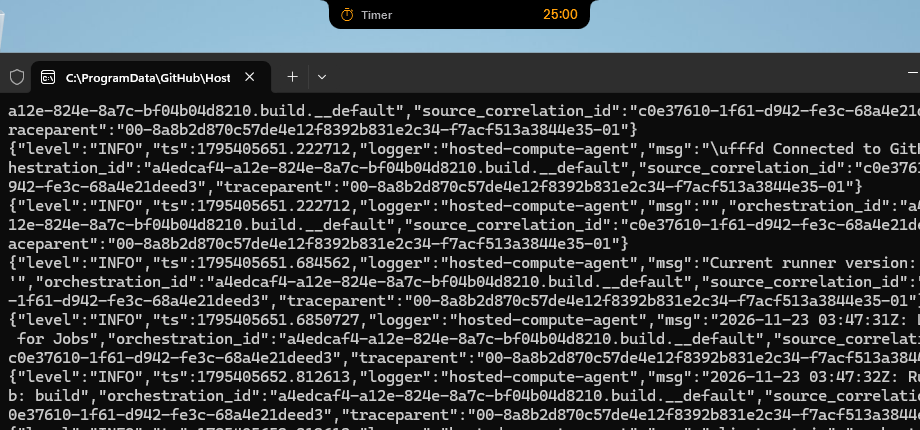 Timer 25:00
C:\ProgramData\GitHub\Host
a12e-824e-8a7c-bf04b04d8210.build.__default","source_correlation_id":"c0e37610-1f61-d942-fe3c-68a4e21d
raceparent":"00-8a8b2d870c57de4e12f8392b831e2c34-f7acf513a3844e35-01"}
{"level":"INFO","ts":1795405651.222712,"logger":"hosted-compute-agent","msg":"\ufffd Connected to GitH
hestration_id":"a4edcaf4-a12e-824e-8a7c-bf04b04d8210.build.__default","source_correlation_id":"c0e3761
942-fe3c-68a4e21deed3","traceparent":"00-8a8b2d870c57de4e12f8392b831e2c34-f7acf513a3844e35-01"}
{"level":"INFO","ts":1795405651.222712,"logger":"hosted-compute-agent","msg":"","orchestration_id":"a4
12e-824e-8a7c-bf04b04d8210.build.__default","source_correlation_id":"c0e37610-1f61-d942-fe3c-68a4e21de
aceparent":"00-8a8b2d870c57de4e12f8392b831e2c34-f7acf513a3844e35-01"}
{"level":"INFO","ts":1795405651.684562,"logger":"hosted-compute-agent","msg":"Current runner version:
'","orchestration_id":"a4edcaf4-a12e-824e-8a7c-bf04b04d8210.build.__default","source_correlation_id":
-1f61-d942-fe3c-68a4e21deed3","traceparent":"00-8a8b2d870c57de4e12f8392b831e2c34-f7acf513a3844e35-01"
{"level":"INFO","ts":1795405651.6850727,"logger":"hosted-compute-agent","msg":"2026-11-23 03:47:31Z:
for Jobs","orchestration_id":"a4edcaf4-a12e-824e-8a7c-bf04b04d8210.build.__default","source_correlati
c0e37610-1f61-d942-fe3c-68a4e21deed3","traceparent":"00-8a8b2d870c57de4e12f8392b831e2c34-f7acf513a3844
{"level":"INFO","ts":1795405652.812613,"logger":"hosted-compute-agent","msg":"2026-11-23 03:47:32Z: Ru
b: build","orchestration_id":"a4edcaf4-a12e-824e-8a7c-bf04b04d8210.build.__default","source_correlatio
0e37610-1f61-d942-fe3c-68a4e21deed3","traceparent":"00-8a8b2d870c57de4e12f8392b831e2c34-f7acf513a3844